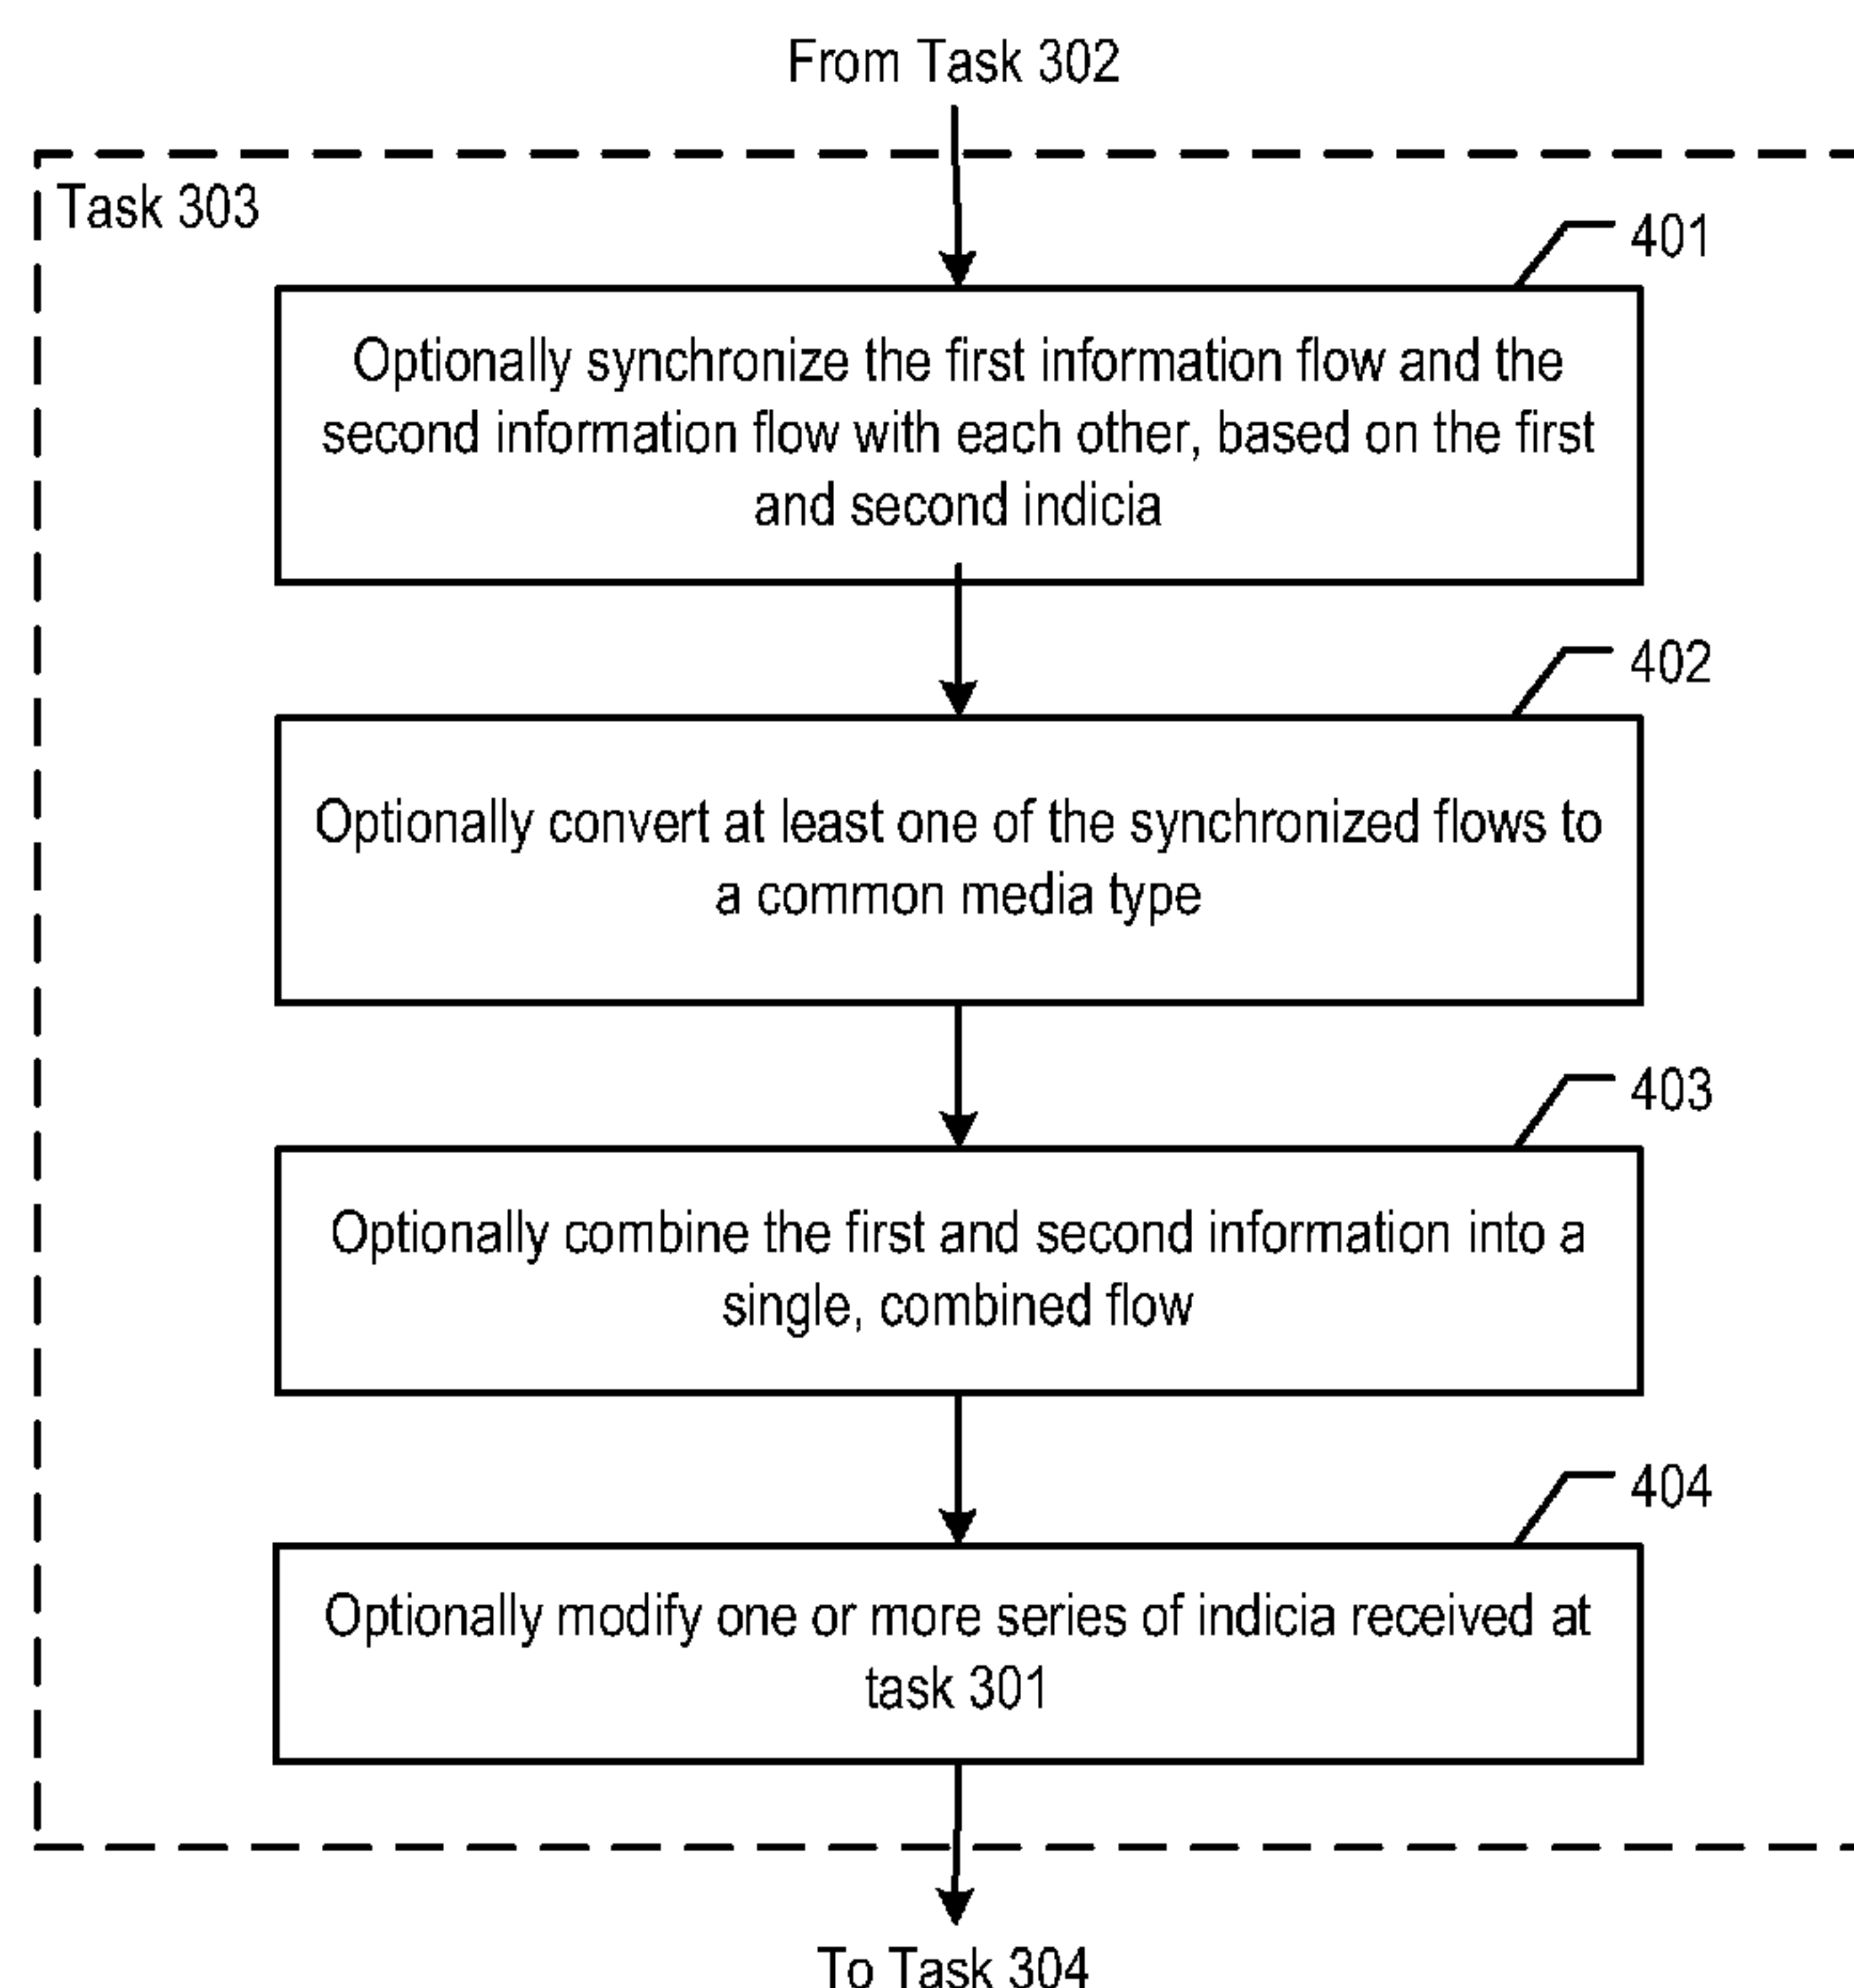 From Task 302
Task 303
401
Optionally synchronize the first information flow and the
second information flow with each other, based on the first
and second indicia
402
Optionally convert at least one of the synchronized flows to
a common media type
403
Optionally combine the first and second information into a
single, combined flow
404
Optionally modify one or more series of indicia received at
task 301
To Task 304